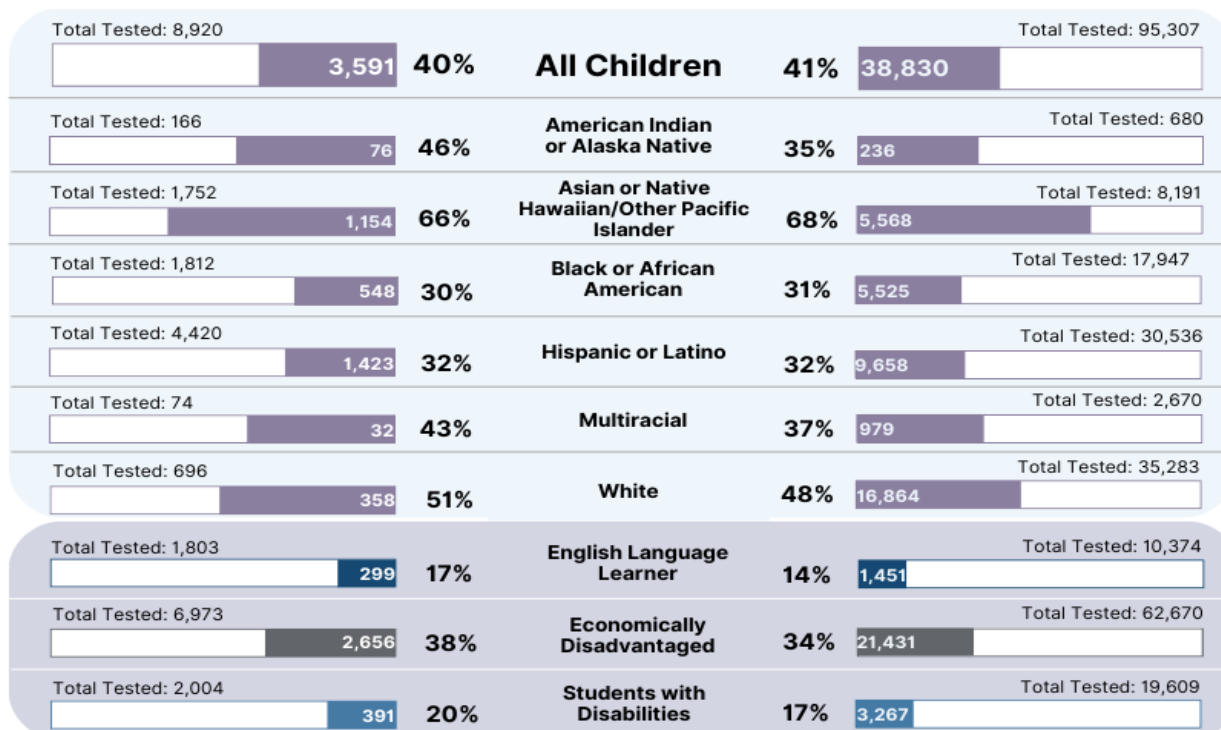 Total Tested: 8,920
Total Tested: 95,307
3,591 40% All Children 41% 38,830
Total Tested: 166
Total Tested: 680
American Indian
or Alaska Native
76 46% 35% 236
Total Tested: 1,752
Total Tested: 8,191
Asian or Native
Hawaiian/Other Pacific
Islander
1,154 66% 68% 5,568
Total Tested: 1,812
Total Tested: 17,947
Black or African
American
548 30% 31% 5,525
Total Tested: 4,420
Total Tested: 30,536
1,423 32% Hispanic or Latino 32% 9,658
Total Tested: 74
Total Tested: 2,670
32 43% Multiracial 37% 979
Total Tested: 696
Total Tested: 35,283
358 51% White 48% 16,864
Total Tested: 1,803
Total Tested: 10,374
English Language
Learner
299 17% 14% 1,451
Total Tested: 6,973
Total Tested: 62,670
Economically
Disadvantaged
2,656 38% 34% 21,431
Total Tested: 2,004
Total Tested: 19,609
Students with
Disabilities
391 20% 17% 3,267